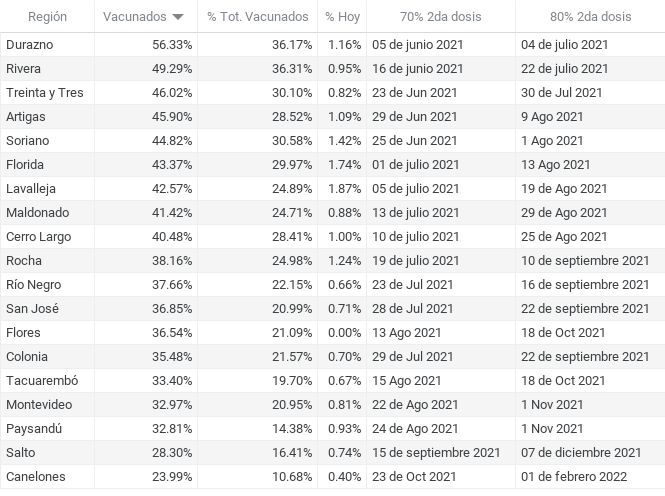 Región Vacunados % Tot. Vacunados % Hoy 70% 2da dosis 80% 2da dosis
Durazno 56.33% 36.17% 1.16% 05 de junio 2021 04 de julio 2021
Rivera 49.29% 36.31% 0.95% 16 de junio 2021 22 de julio 2021
Treinta y Tres 46.02% 30.10% 0.82% 23 de Jun 2021 30 de Jul 2021
Artigas 45.90% 28.52% 1.09% 29 de Jun 2021 9 Ago 2021
Soriano 44.82% 30.58% 1.42% 25 de Jun 2021 1 Ago 2021
Florida 43.37% 29.97% 1.74% 01 de julio 2021 13 Ago 2021
Lavalleja 42.57% 24.89% 1.87% 05 de julio 2021 19 de Ago 2021
Maldonado 41.42% 24.71% 0.88% 13 de julio 2021 29 de Ago 2021
Cerro Largo 40.48% 28.41% 1.00% 10 de julio 2021 25 de Ago 2021
Rocha 38.16% 24.98% 1.24% 19 de julio 2021 10 de septiembre 2021
Río Negro 37.66% 22.15% 0.66% 23 de Jul 2021 16 de septiembre 2021
San José 36.85% 20.99% 0.71% 28 de Jul 2021 22 de septiembre 2021
Flores 36.54% 21.09% 0.00% 13 Ago 2021 18 de Oct 2021
Colonia 35.48% 21.57% 0.70% 29 de Jul 2021 22 de septiembre 2021
Tacuarembó 33.40% 19.70% 0.67% 15 Ago 2021 18 de Oct 2021
Montevideo 32.97% 20.95% 0.81% 22 de Ago 2021 1 Nov 2021
Paysandú 32.81% 14.38% 0.93% 24 de Ago 2021 1 Nov 2021
Salto 28.30% 16.41% 0.74% 15 de septiembre 2021 07 de diciembre 2021
Canelones 23.99% 10.68% 0.40% 23 de Oct 2021 01 de febrero 2022